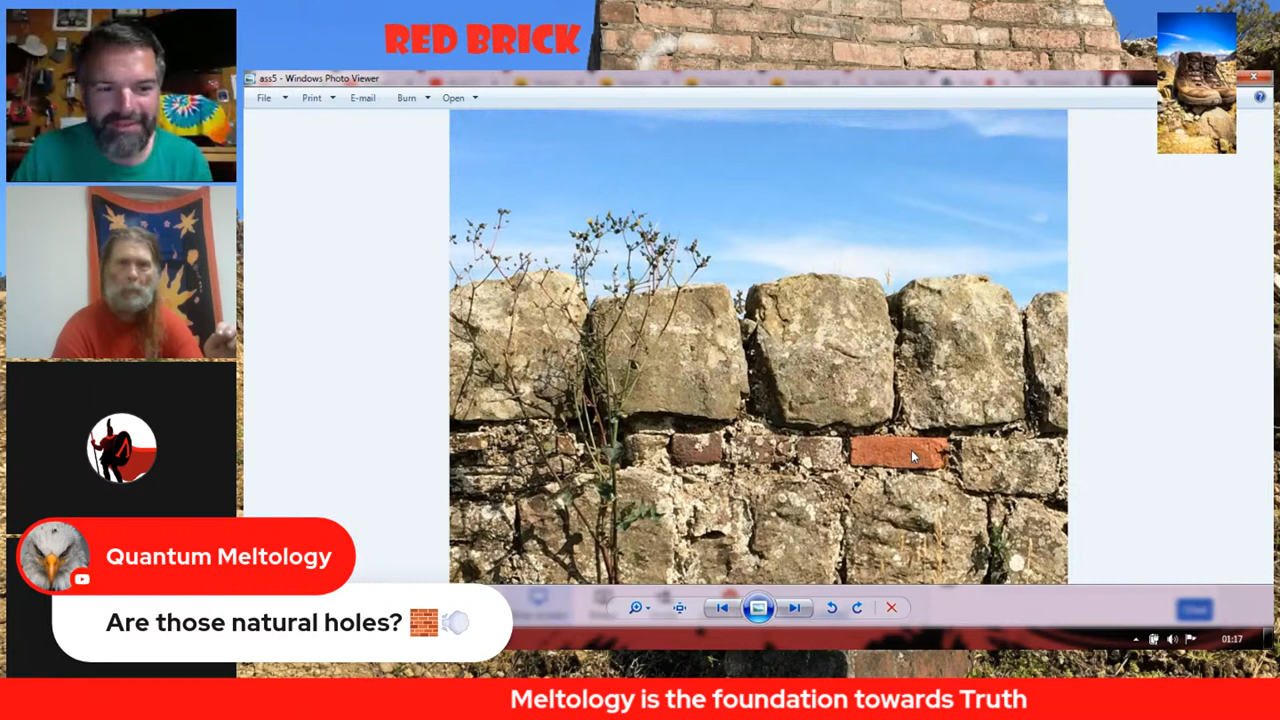 RED BRICK
ass5 - Windows Photo Viewer
File Print E-mail Burn Open
Quantum Meltology
Are those natural holes? 🧱💨
01:17
Meltology is the foundation towards Truth